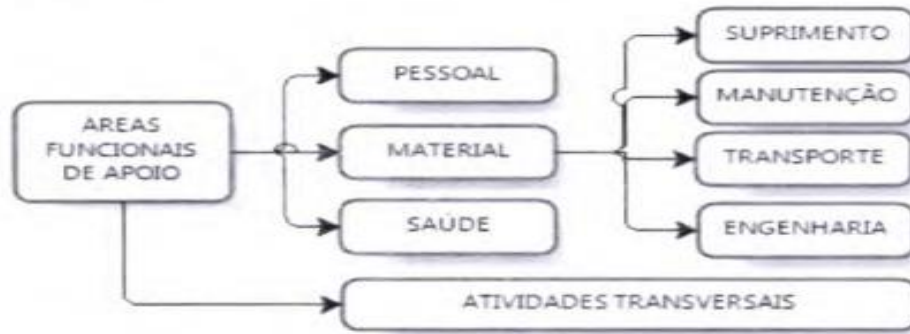 AREAS
FUNCIONAIS
DE APOIO
PESSOAL
MATERIAL
SAÚDE
SUPRIMENTO
MANUTENÇÃO
TRANSPORTE
ENGENHARIA
ATIVIDADES TRANSVERSAIS